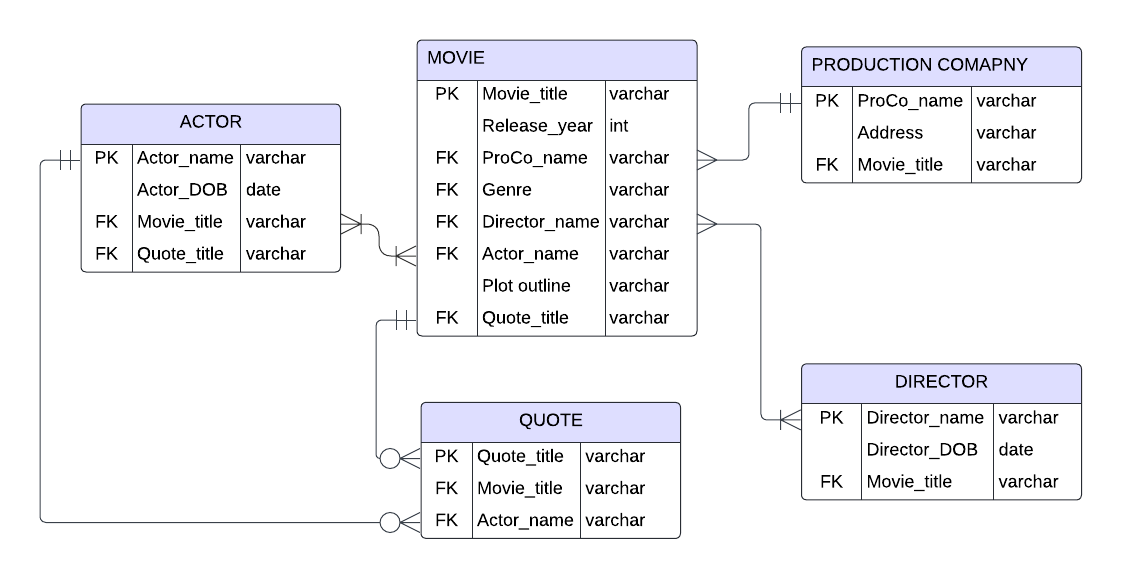 ACTOR
PK Actor_name varchar
Actor_DOB date
FK Movie_title varchar
FK Quote_title varchar
MOVIE
PK Movie_title varchar
Release_year int
FK ProCo_name varchar
FK Genre varchar
FK Director_name varchar
FK Actor_name varchar
Plot outline varchar
FK Quote_title varchar
PRODUCTION COMAPNY
PK ProCo_name varchar
Address varchar
FK Movie_title varchar
QUOTE
PK Quote_title varchar
FK Movie_title varchar
FK Actor_name varchar
DIRECTOR
PK Director_name varchar
Director_DOB date
FK Movie_title varchar